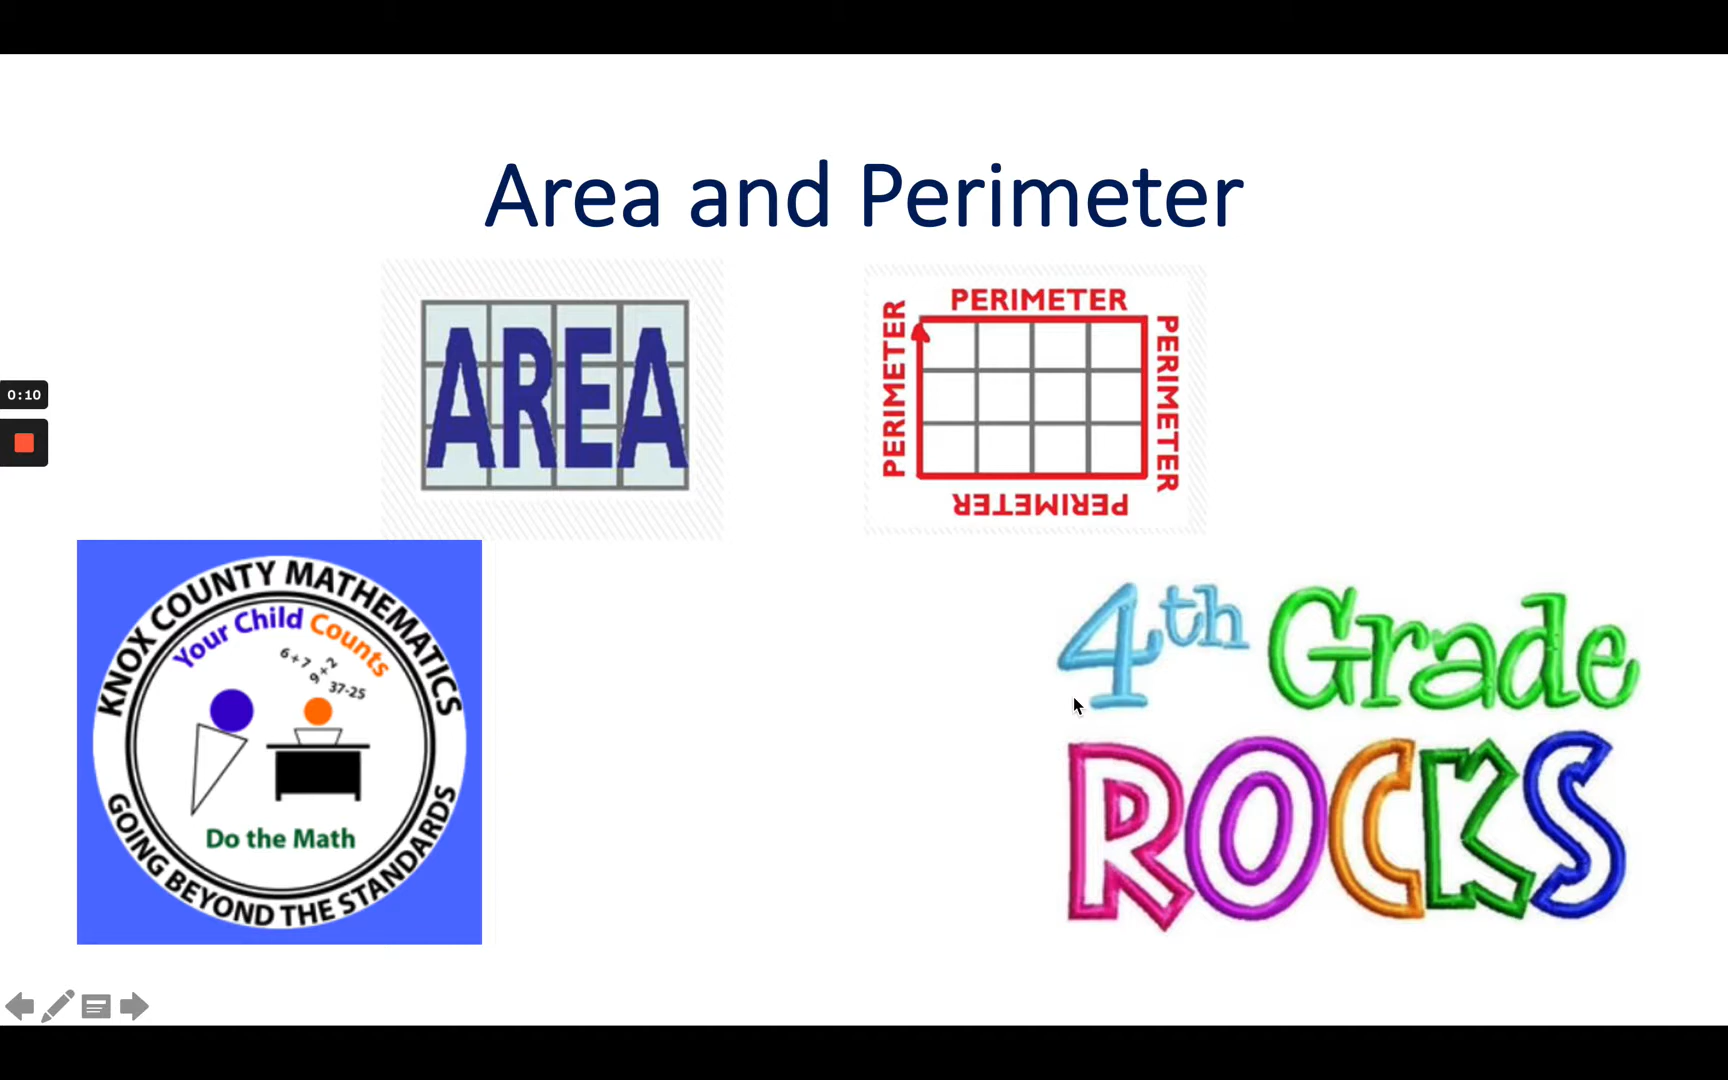 Area and Perimeter
AREA
PERIMETER
PERIMETER
PERIMETER
PERIMETER
0:10
KNOX COUNTY MATHEMATICS
Your Child Counts
6+7
9+2
37-25
Do the Math
GOING BEYOND THE STANDARDS
4th Grade
ROCKS